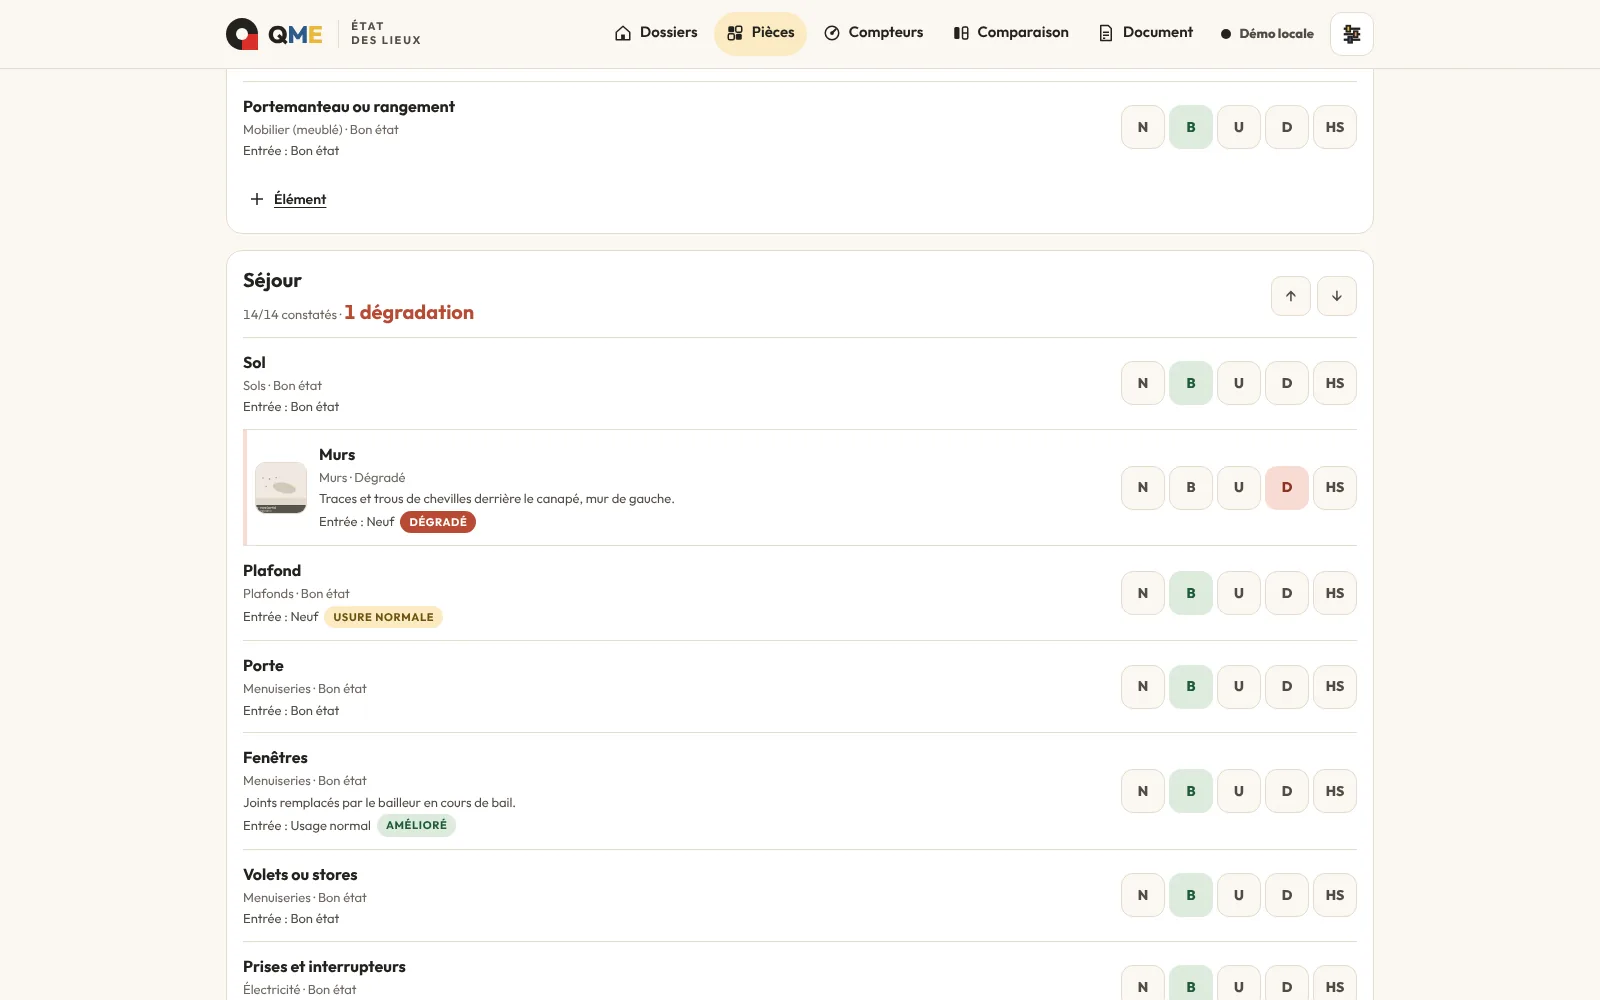 QME
ÉTAT
DES LIEUX
Dossiers
Pièces
Compteurs
Comparaison
Document
Démo locale
Portemanteau ou rangement
Mobilier (meublé) · Bon état
Entrée : Bon état
N B U D HS
+ Élément
Séjour
14/14 constatés · 1 dégradation
↑ ↓
Sol
Sols · Bon état
Entrée : Bon état
N B U D HS
Murs
Murs · Dégradé
Traces et trous de chevilles derrière le canapé, mur de gauche.
Entrée : Neuf DÉGRADÉ
N B U D HS
Plafond
Plafonds · Bon état
Entrée : Neuf USURE NORMALE
N B U D HS
Porte
Menuiseries · Bon état
Entrée : Bon état
N B U D HS
Fenêtres
Menuiseries · Bon état
Joints remplacés par le bailleur en cours de bail.
Entrée : Usage normal AMÉLIORÉ
N B U D HS
Volets ou stores
Menuiseries · Bon état
Entrée : Bon état
N B U D HS
Prises et interrupteurs
Électricité · Bon état
N B U D HS